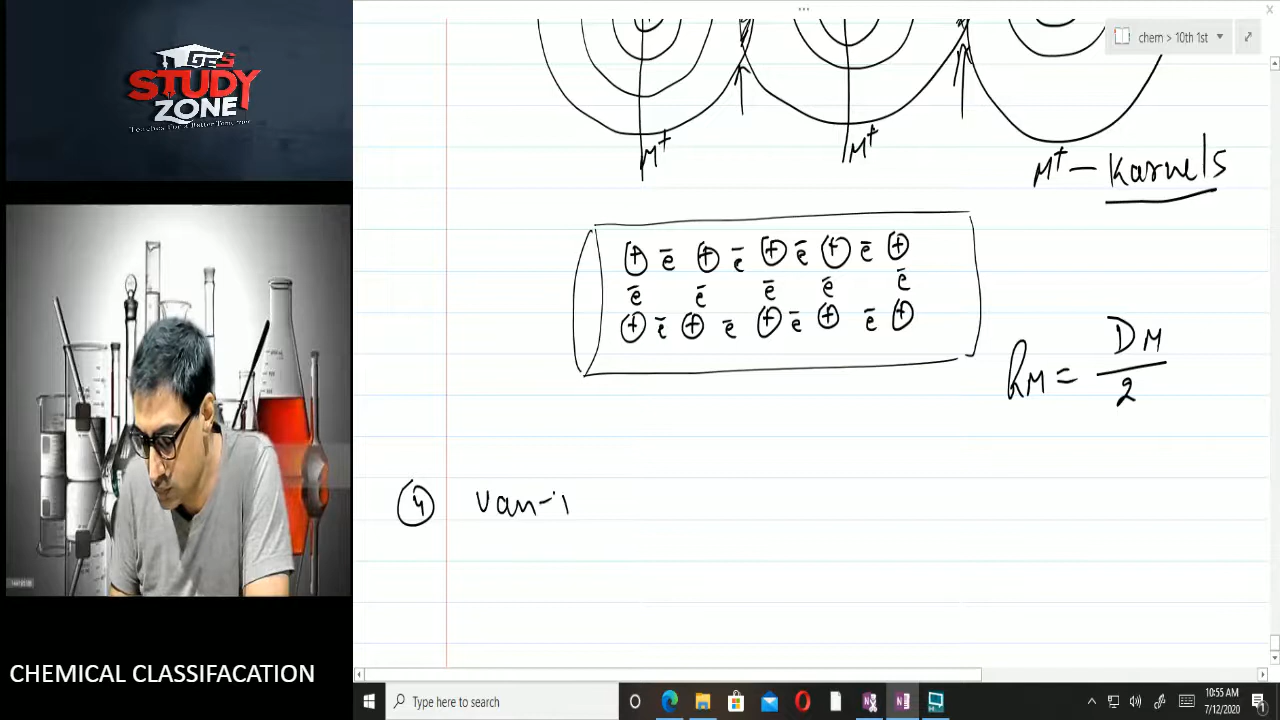 GES
STUDY
ZONE
chem > 10th 1st
M+
M+
M+ – Karnels
+ e̅ + e̅ + e̅ + e̅ +
e̅ e̅ e̅ e̅ e̅
+ e̅ + e̅ + e̅ + e̅ +
RM = DM
2
④ Van-
CHEMICAL CLASSIFACATION
Type here to search
10:55 AM
7/12/2020